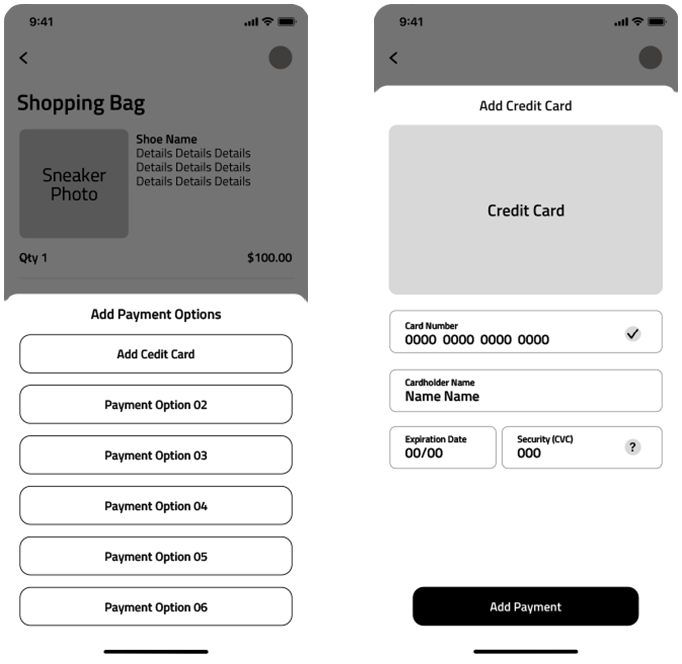 9:41
Shopping Bag
Sneaker
Photo
Shoe Name
Details Details Details
Details Details Details
Details Details Details
Qty 1
$100.00
Add Payment Options
Add Cedit Card
Payment Option 02
Payment Option 03
Payment Option 04
Payment Option 05
Payment Option 06
9:41
Add Credit Card
Credit Card
Card Number
0000 0000 0000 0000
Cardholder Name
Name Name
Expiration Date
00/00
Security (CVC)
000
?
Add Payment